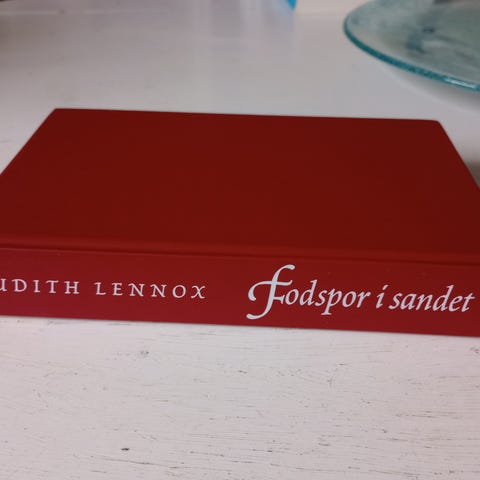 UDITH LENNOX Fodspor i sandet